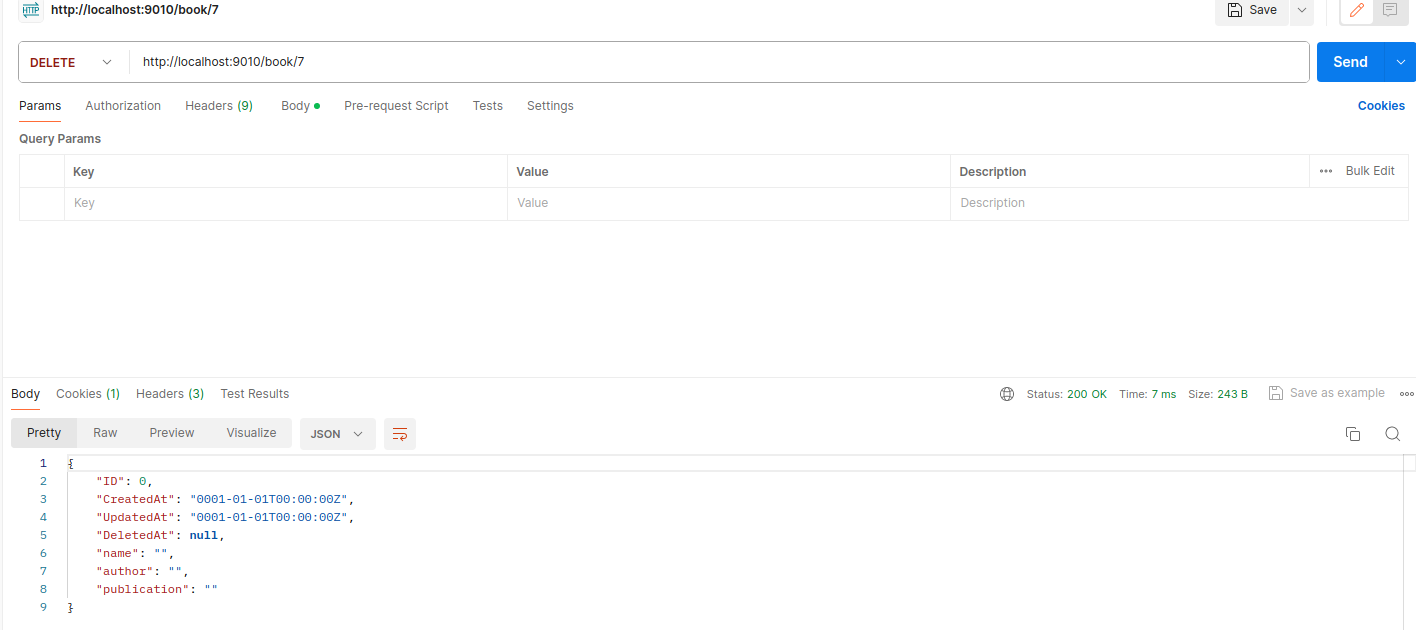 HTTP http://localhost:9010/book/7 Save
DELETE http://localhost:9010/book/7 Send
Params Authorization Headers (9) Body Pre-request Script Tests Settings Cookies
Query Params
Key Value Description Bulk Edit
Key Value Description
Body Cookies (1) Headers (3) Test Results Status: 200 OK Time: 7 ms Size: 243 B Save as example
Pretty Raw Preview Visualize JSON
1 {
2 "ID": 0,
3 "CreatedAt": "0001-01-01T00:00:00Z",
4 "UpdatedAt": "0001-01-01T00:00:00Z",
5 "DeletedAt": null,
6 "name": "",
7 "author": "",
8 "publication": ""
9 }